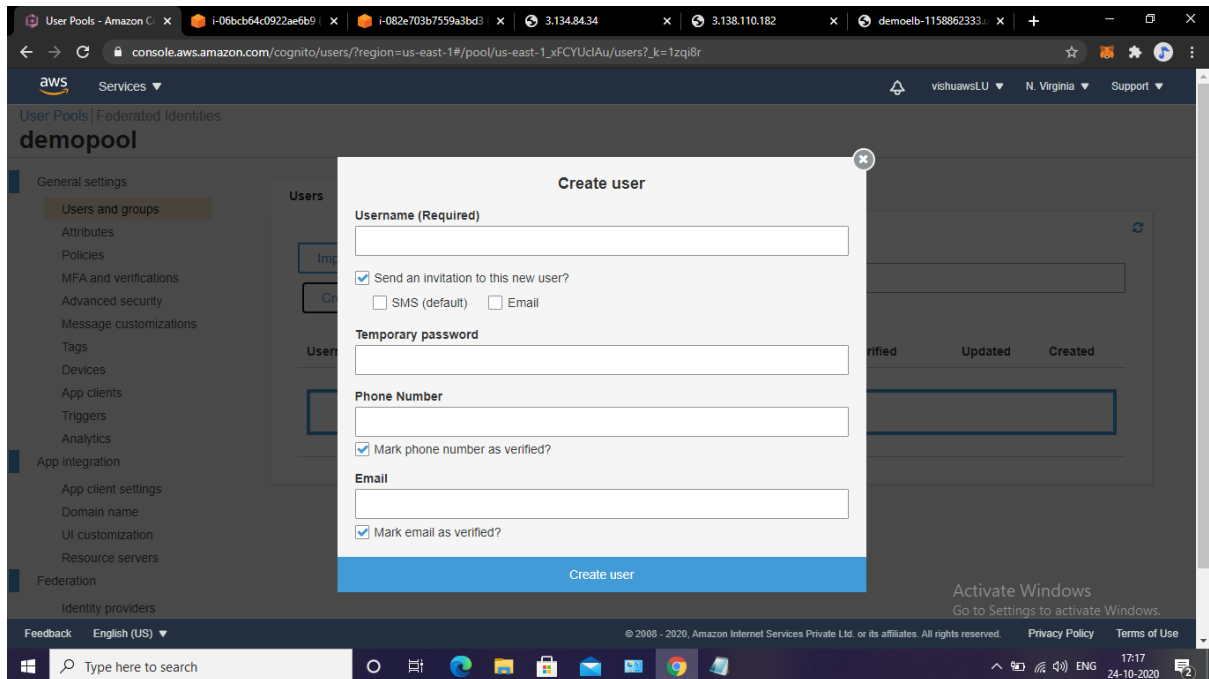 User Pools - Amazon C
i-06bcb64c0922ae6b9 (
i-082e703b7559a3bd3
3.134.84.34
3.138.110.182
demoelb-1158862333.u
console.aws.amazon.com/cognito/users/?region=us-east-1#/pool/us-east-1_xFCYUclAu/users?_k=1zqi8r
aws
Services
vishuawsLU
N. Virginia
Support
User Pools | Federated Identities
demopool
General settings
Users and groups
Attributes
Policies
MFA and verifications
Advanced security
Message customizations
Tags
Devices
App clients
Triggers
Analytics
App integration
App client settings
Domain name
UI customization
Resource servers
Federation
Identity providers
Users
Imp
Cr
Usern
rified
Updated
Created
Create user
Username (Required)
Send an invitation to this new user?
SMS (default)
Email
Temporary password
Phone Number
Mark phone number as verified?
Email
Mark email as verified?
Create user
Activate Windows
Go to Settings to activate Windows.
Feedback
English (US)
© 2008 - 2020, Amazon Internet Services Private Ltd. or its affiliates. All rights reserved.
Privacy Policy
Terms of Use
Type here to search
ENG
17:17
24-10-2020
2